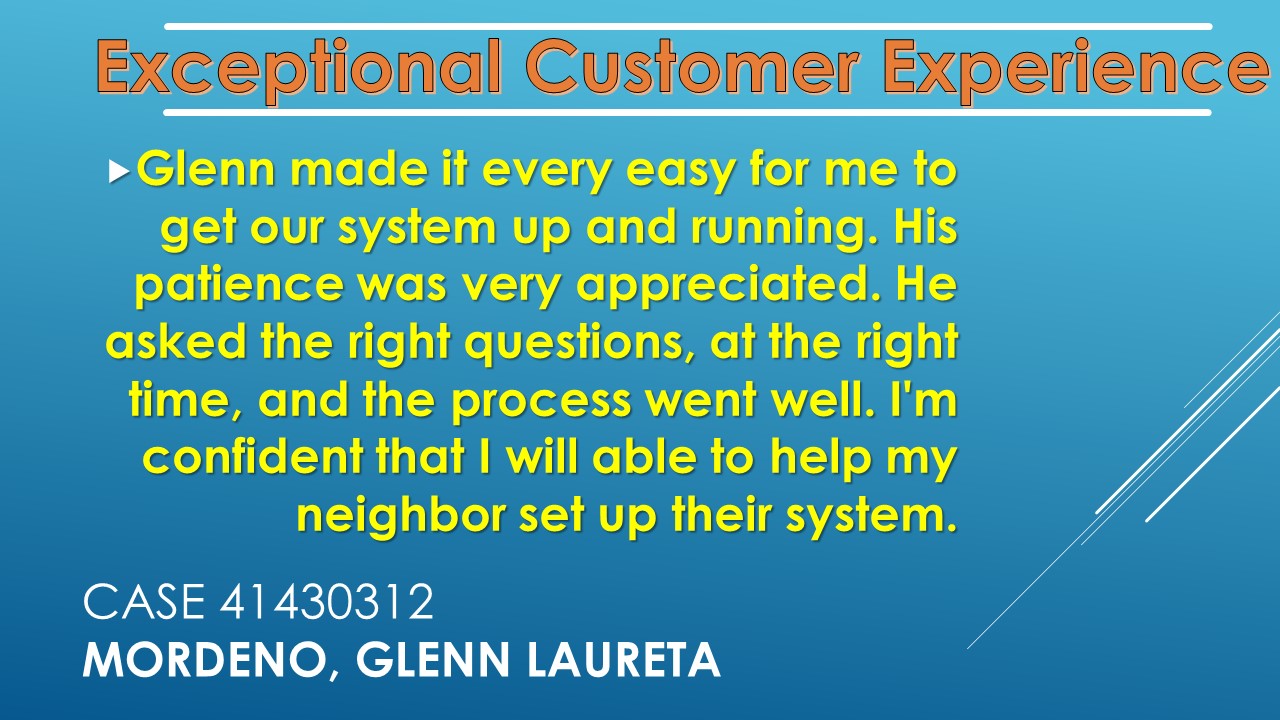 Exceptional Customer Experience
Glenn made it every easy for me to
get our system up and running. His
patience was very appreciated. He
asked the right questions, at the right
time, and the process went well. I'm
confident that I will able to help my
neighbor set up their system.
CASE 41430312
MORDENO, GLENN LAURETA